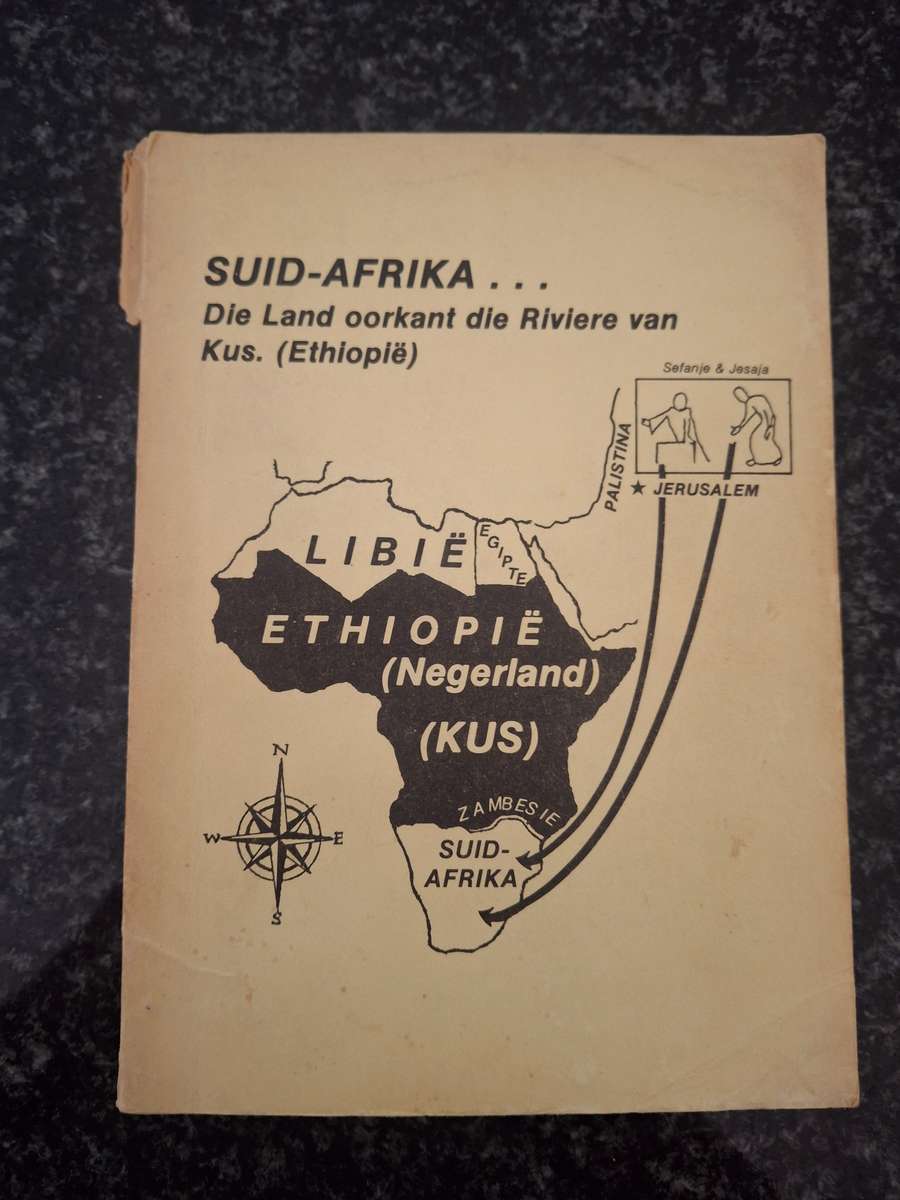 SUID-AFRIKA . . .
Die Land oorkant die Riviere van
Kus. (Ethiopië)
Sefanje & Jesaja
PALISTINA
★ JERUSALEM
LIBIË
EGIPTE
ETHIOPIË
(Negerland)
(KUS)
ZAMBESIE
SUID-
AFRIKA
N
W
E
S